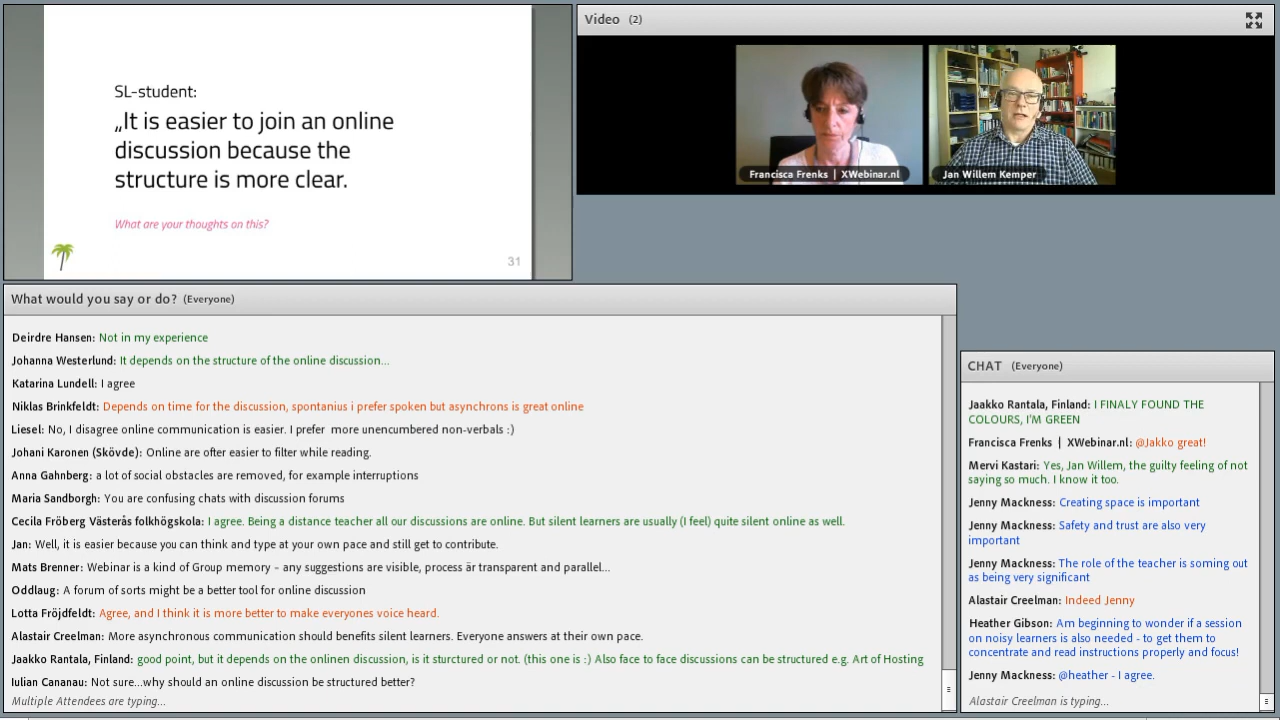 SL-student:
„It is easier to join an online
discussion because the
structure is more clear.
What are your thoughts on this?
31
Video (2)
Francisca Frenks | XWebinar.nl
Jan Willem Kemper
What would you say or do? (Everyone)
Deirdre Hansen: Not in my experience
Johanna Westerlund: It depends on the structure of the online discussion...
Katarina Lundell: I agree
Niklas Brinkfeldt: Depends on time for the discussion, spontanius i prefer spoken but asynchrons is great online
Liesel: No, I disagree online communication is easier. I prefer more unencumbered non-verbals :)
Johani Karonen (Skövde): Online are ofter easier to filter while reading.
Anna Gahnberg: a lot of social obstacles are removed, for example interruptions
Maria Sandborgh: You are confusing chats with discussion forums
Cecila Fröberg Västerås folkhögskola: I agree. Being a distance teacher all our discussions are online. But silent learners are usually (I feel) quite silent online as well.
Jan: Well, it is easier because you can think and type at your own pace and still get to contribute.
Mats Brenner: Webinar is a kind of Group memory - any suggestions are visible, process är transparent and parallel...
Oddlaug: A forum of sorts might be a better tool for online discussion
Lotta Fröjdfeldt: Agree, and I think it is more better to make everyones voice heard.
Alastair Creelman: More asynchronous communication should benefits silent learners. Everyone answers at their own pace.
Jaakko Rantala, Finland: good point, but it depends on the onlinen discussion, is it sturctured or not. (this one is :) Also face to face discussions can be structured e.g. Art of Hosting
Iulian Cananau: Not sure...why should an online discussion be structured better?
Multiple Attendees are typing...
CHAT (Everyone)
Jaakko Rantala, Finland: I FINALY FOUND THE
COLOURS, I'M GREEN
Francisca Frenks | XWebinar.nl: @Jakko great!
Mervi Kastari: Yes, Jan Willem, the guilty feeling of not
saying so much. I know it too.
Jenny Mackness: Creating space is important
Jenny Mackness: Safety and trust are also very
important
Jenny Mackness: The role of the teacher is soming out
as being very significant
Alastair Creelman: Indeed Jenny
Heather Gibson: Am beginning to wonder if a session
on noisy learners is also needed - to get them to
concentrate and read instructions properly and focus!
Jenny Mackness: @heather - I agree.
Alastair Creelman is typing...